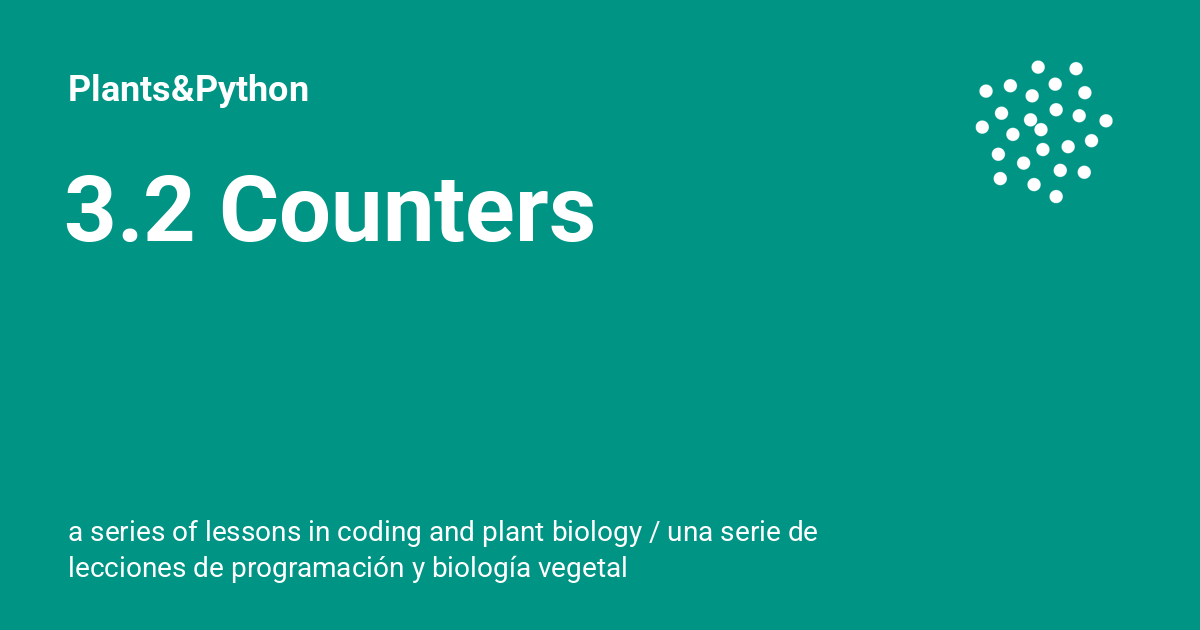 Plants&Python
3.2 Counters
a series of lessons in coding and plant biology / una serie de
lecciones de programación y biología vegetal